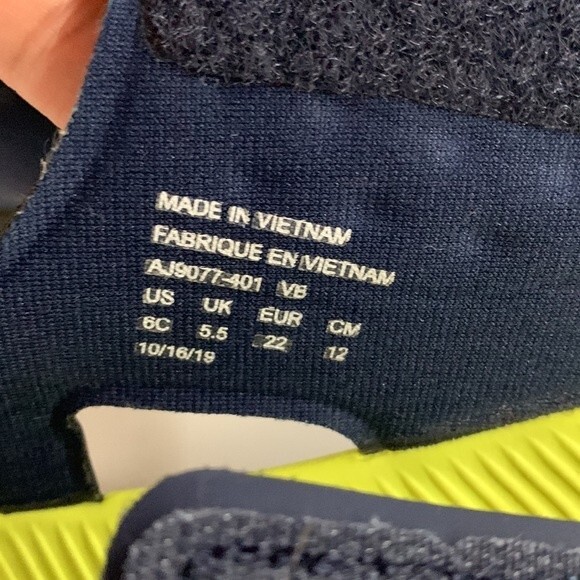 MADE IN VIETNAM
FABRIQUE EN VIETNAM
AJ9077-401 VB
US UK EUR CM
6C 5.5 22 12
10/16/19